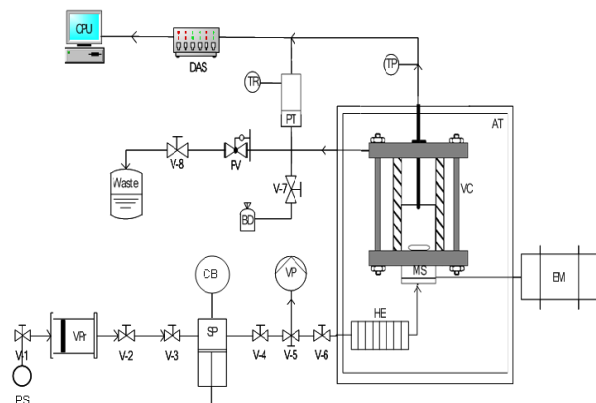 CPU
DAS
TR
TP
PT
AT
V-8
PV
V-7
VC
Waste
BD
MS
CB
VP
EM
HE
SP
VPr
V-1
V-2
V-3
V-4
V-5
V-6
PS